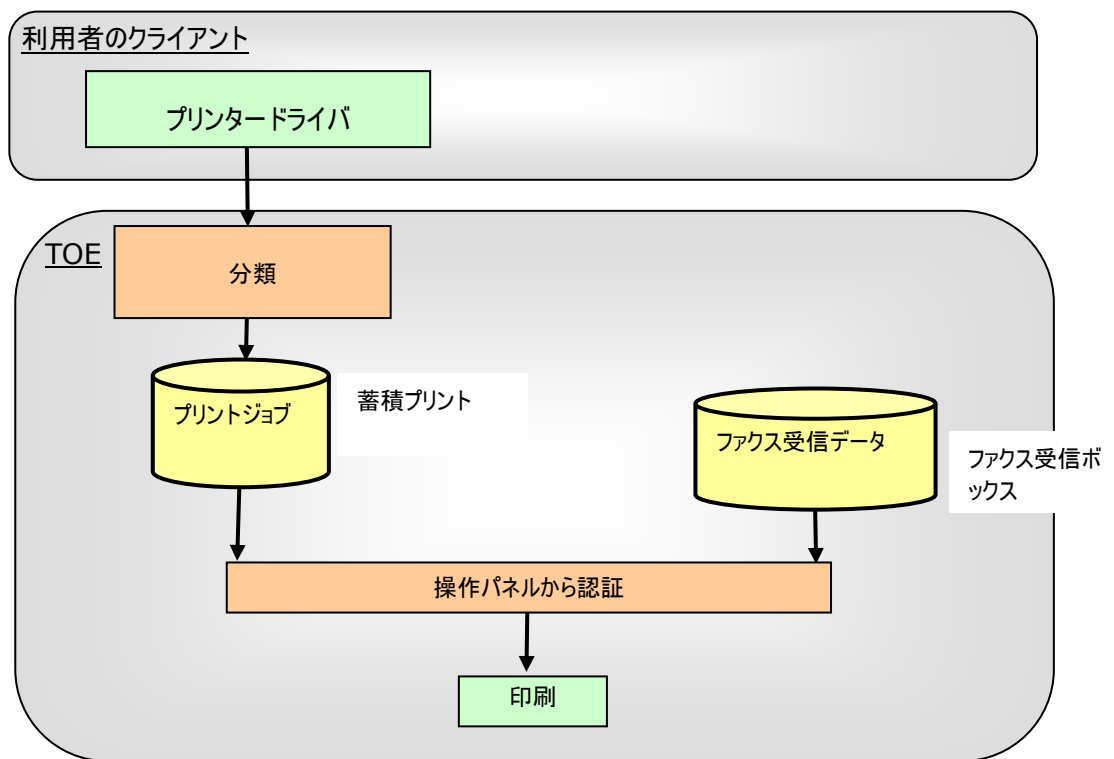 利用者のクライアント
プリンタードライバ
TOE
分類
プリントジョブ
蓄積プリント
ファクス受信データ
ファクス受信ボ
ックス
操作パネルから認証
印刷